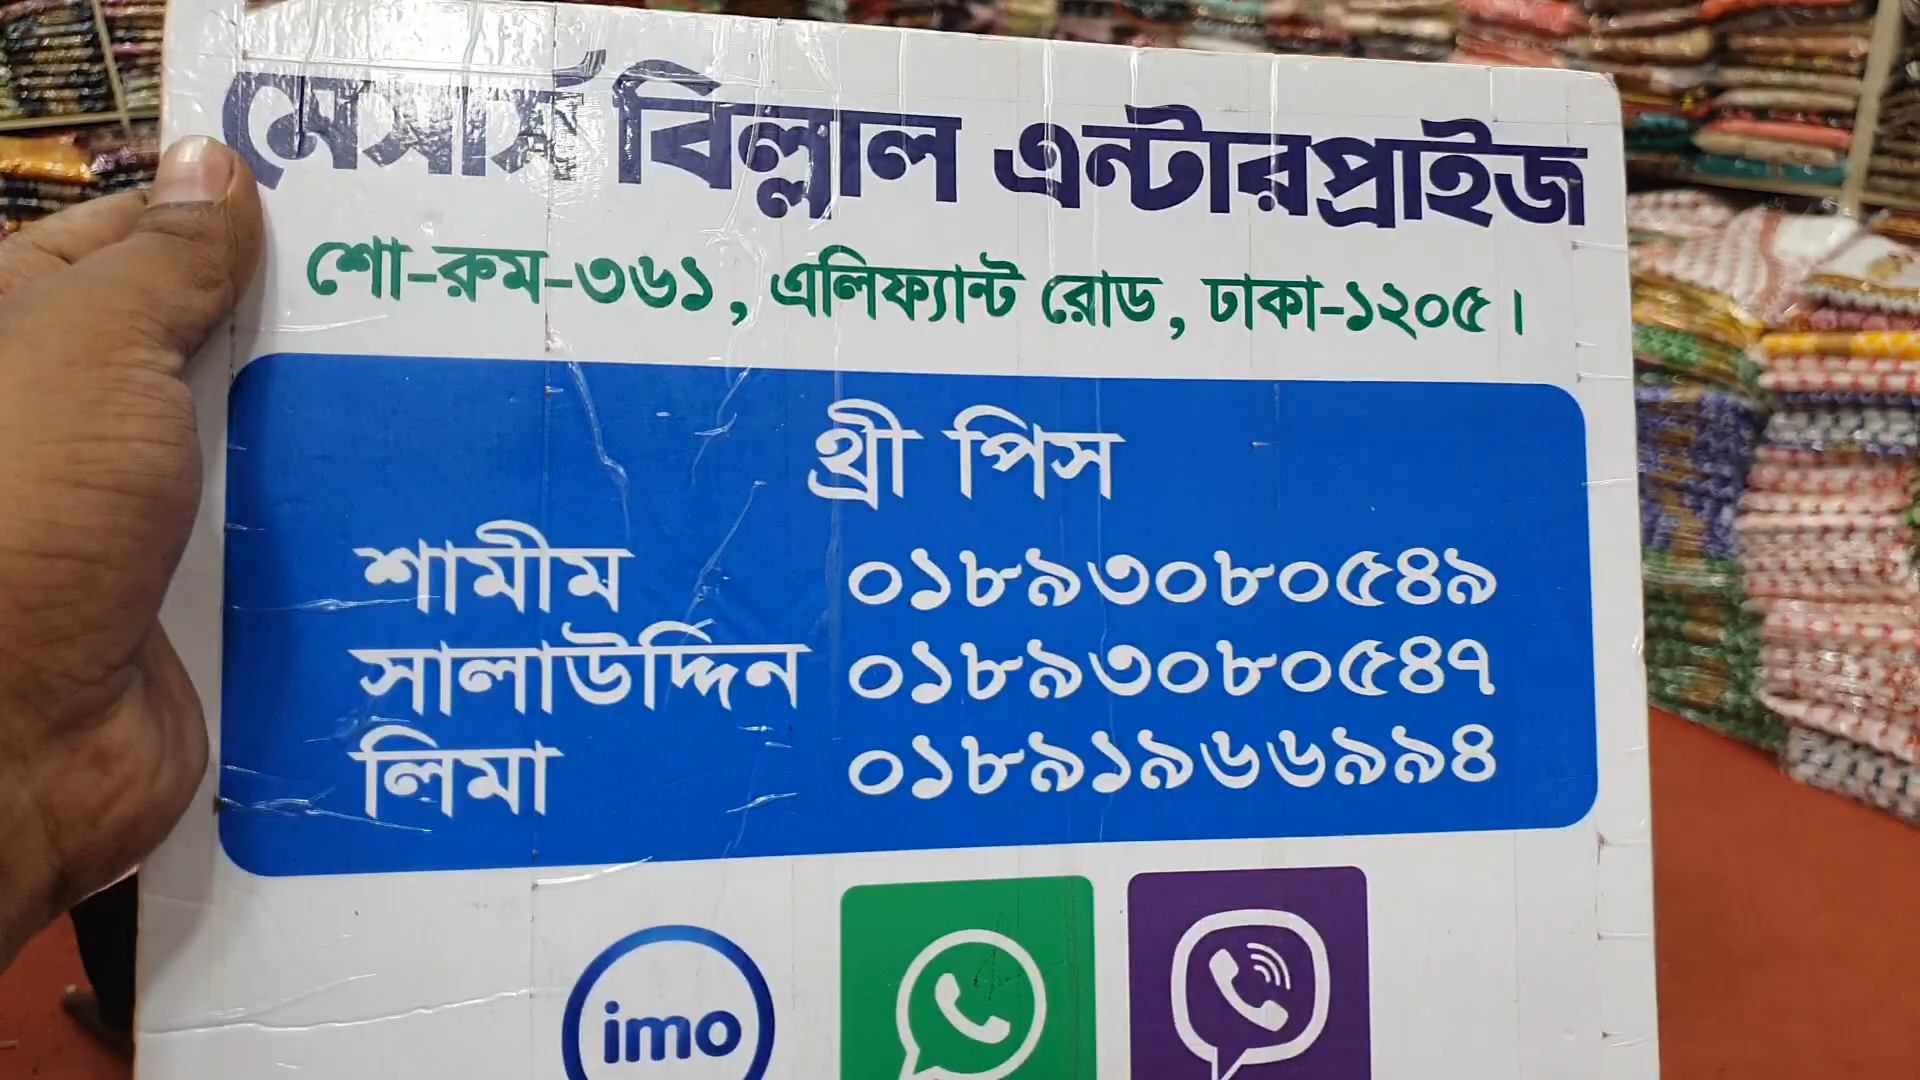 মেসার্স বিল্লাল এন্টারপ্রাইজ
শো-রুম-৩৬১, এলিফ্যান্ট রোড, ঢাকা-১২০৫।
থ্রী পিস
শামীম ০১৮৯৩০৮০৫৪৯
সালাউদ্দিন ০১৮৯৩০৮০৫৪৭
লিমা ০১৮৯১৯৬৬৯৯৪
imo